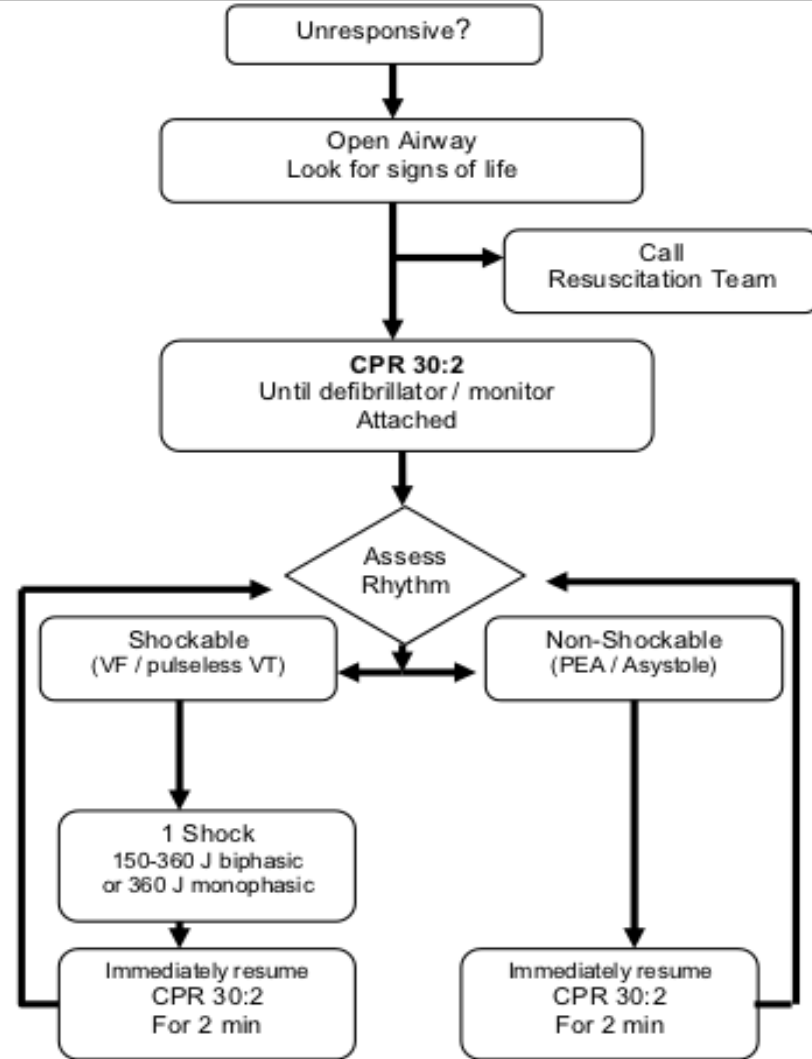 Unresponsive?
Open Airway
Look for signs of life
Call
Resuscitation Team
CPR 30:2
Until defibrillator / monitor
Attached
Assess
Rhythm
Shockable
(VF / pulseless VT)
Non-Shockable
(PEA / Asystole)
1 Shock
150-360 J biphasic
or 360 J monophasic
Immediately resume
CPR 30:2
For 2 min
Immediately resume
CPR 30:2
For 2 min